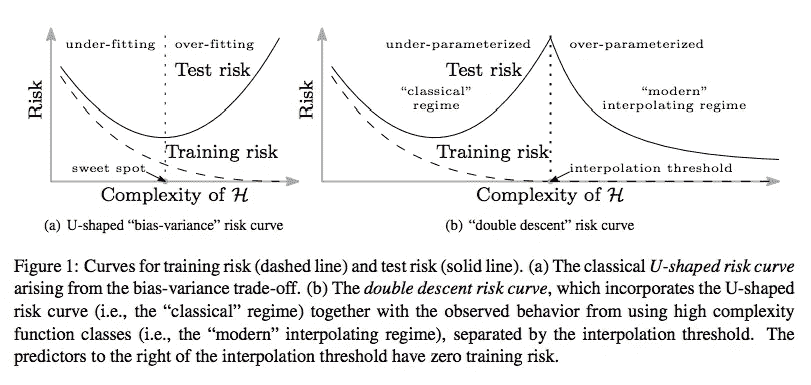 under-fitting
over-fitting
Test risk
Risk
Training risk
sweet spot
Complexity of ℋ
(a) U-shaped “bias-variance” risk curve
under-parameterized
over-parameterized
Test risk
“classical”
regime
“modern”
interpolating regime
Risk
Training risk
interpolation threshold
Complexity of ℋ
(b) “double descent” risk curve
Figure 1: Curves for training risk (dashed line) and test risk (solid line). (a) The classical U-shaped risk curve
arising from the bias-variance trade-off. (b) The double descent risk curve, which incorporates the U-shaped
risk curve (i.e., the “classical” regime) together with the observed behavior from using high complexity
function classes (i.e., the “modern” interpolating regime), separated by the interpolation threshold. The
predictors to the right of the interpolation threshold have zero training risk.